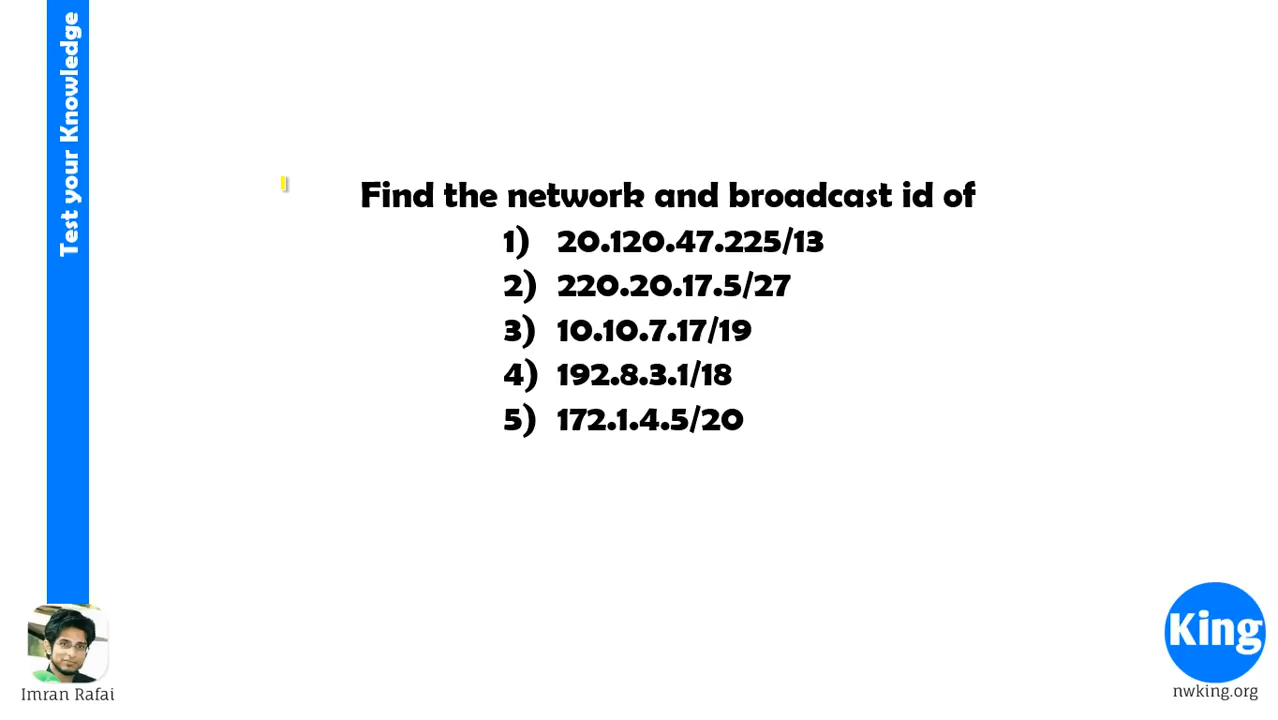 Test your Knowledge
Find the network and broadcast id of
1) 20.120.47.225/13
2) 220.20.17.5/27
3) 10.10.7.17/19
4) 192.8.3.1/18
5) 172.1.4.5/20
Imran Rafai
King
nwking.org